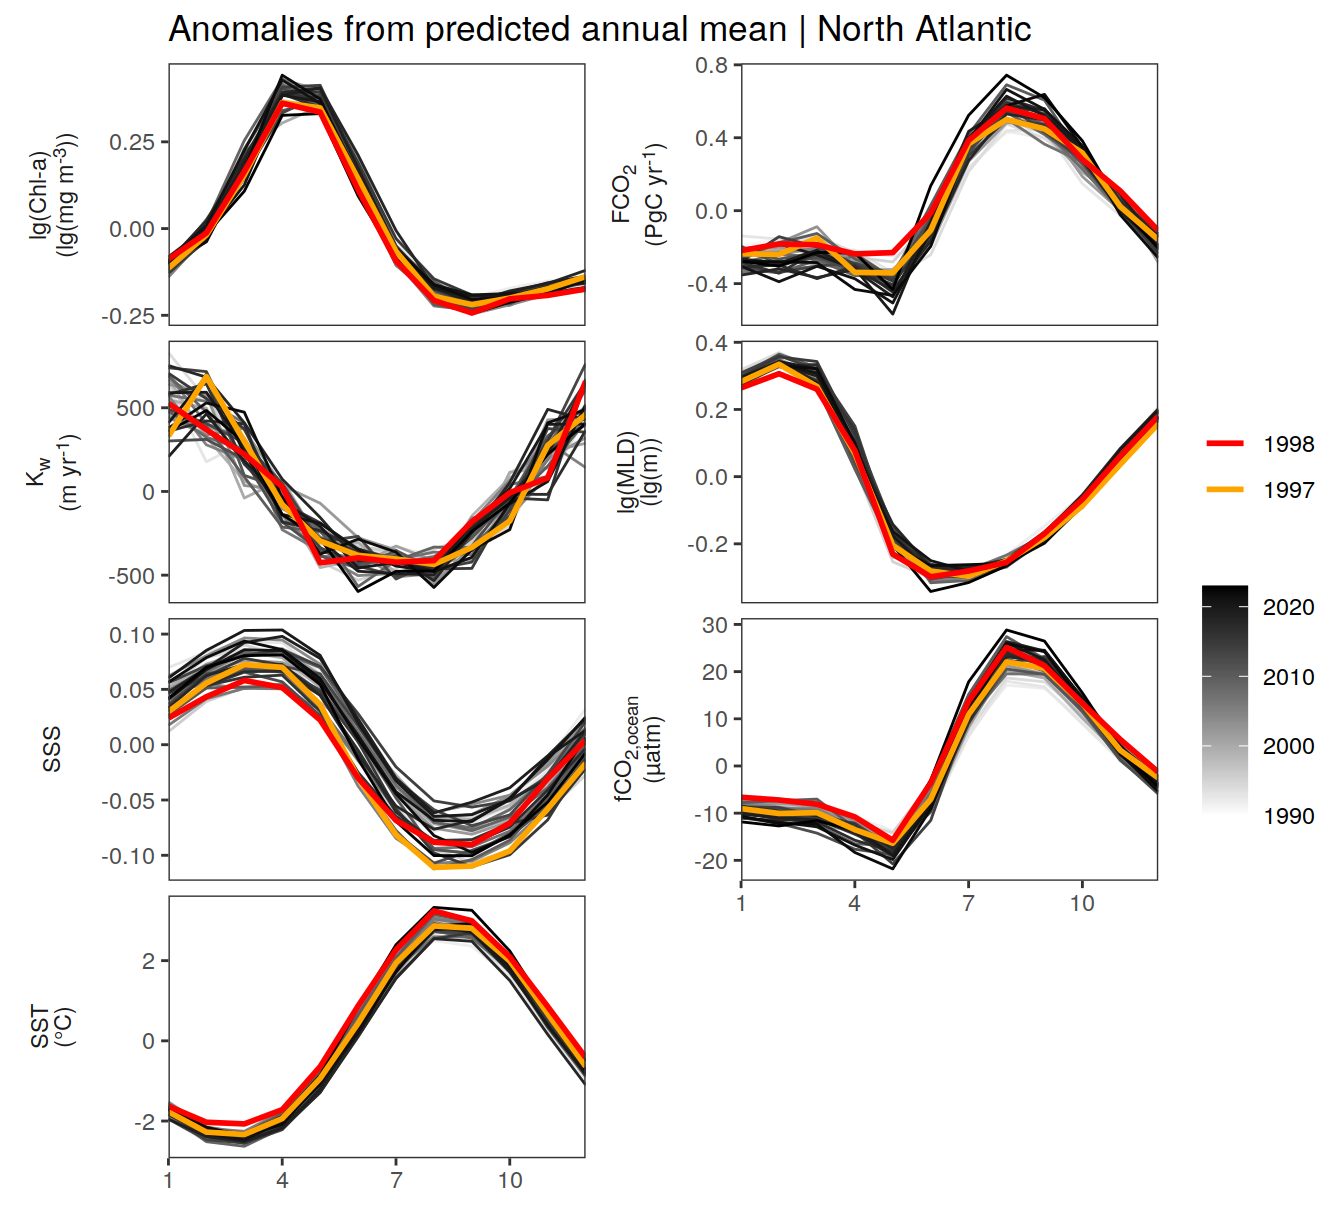 Anomalies from predicted annual mean | North Atlantic
lg(Chl-a)
(lg(mg m⁻³))
0.25
0.00
-0.25
FCO₂
(PgC yr⁻¹)
0.8
0.4
0.0
-0.4
K_w
(m yr⁻¹)
500
0
-500
lg(MLD)
(lg(m))
0.4
0.2
0.0
-0.2
SSS
0.10
0.05
0.00
-0.05
-0.10
fCO₂,ocean
(µatm)
30
20
10
0
-10
-20
1 4 7 10
SST
(°C)
2
0
-2
1 4 7 10
1998
1997
2020
2010
2000
1990